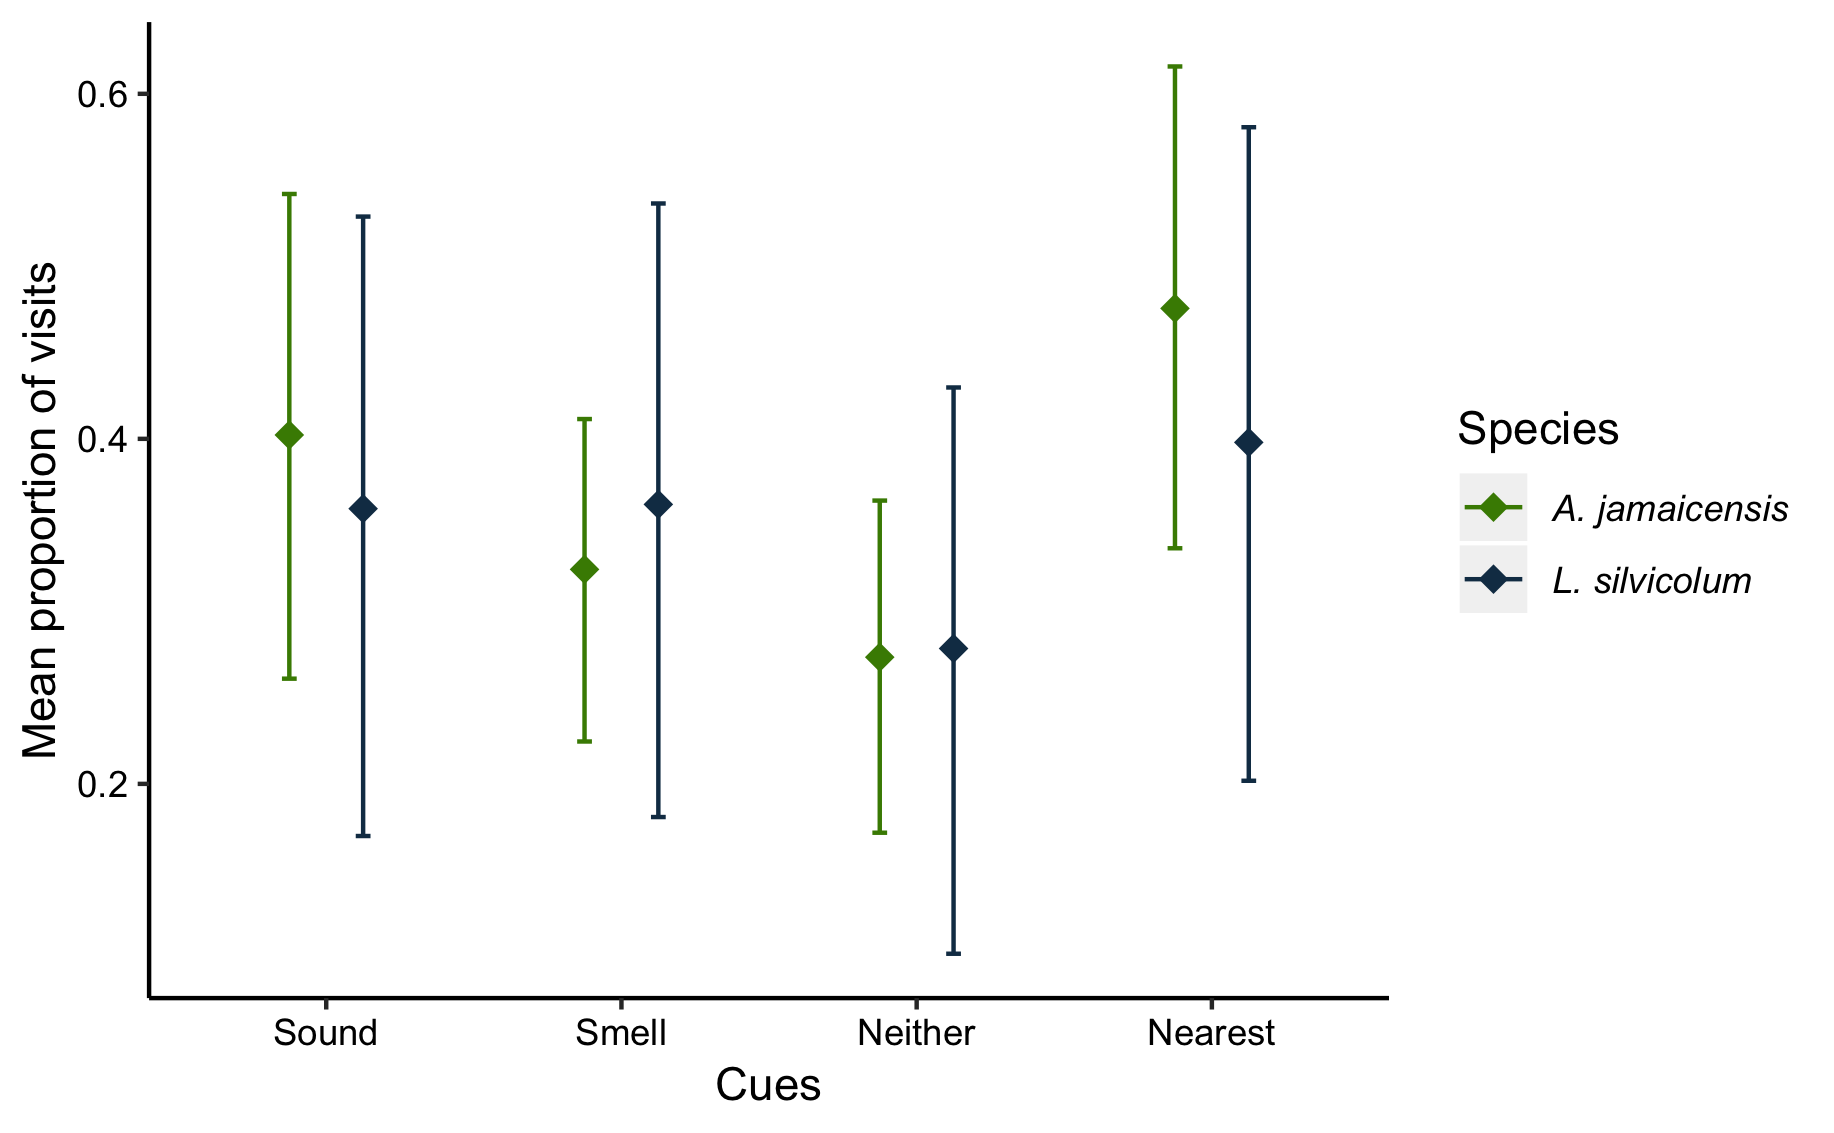 Mean proportion of visits
0.6
0.4
0.2
Sound Smell Neither Nearest
Cues
Species
A. jamaicensis
L. silvicolum